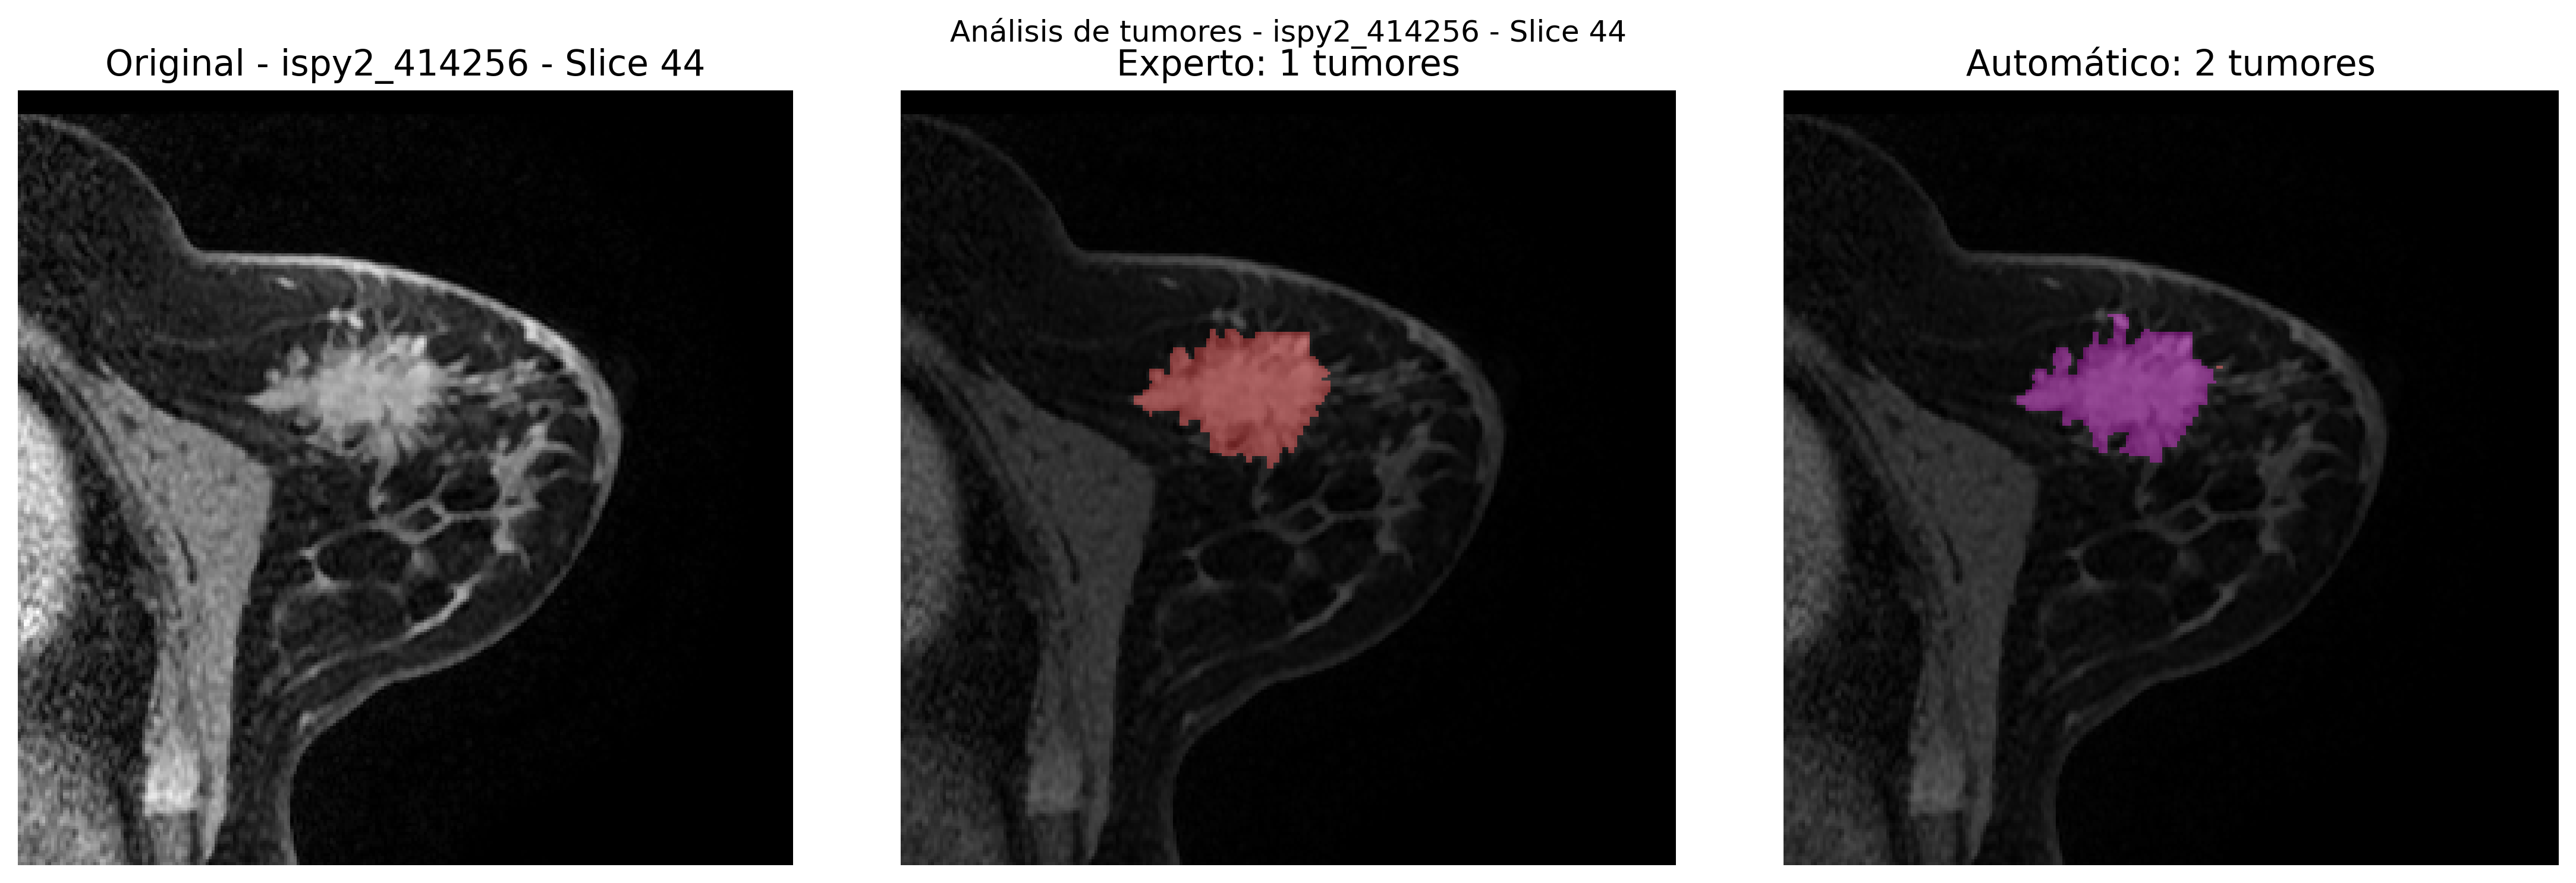 Análisis de tumores - ispy2_414256 - Slice 44
Original - ispy2_414256 - Slice 44
Experto: 1 tumores
Automático: 2 tumores